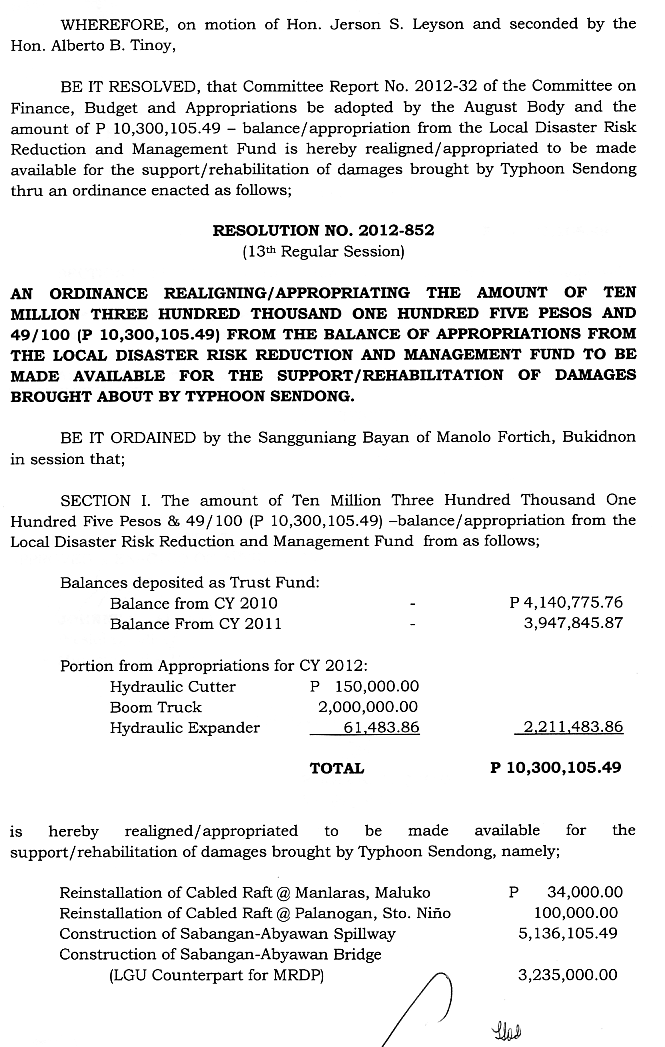 WHEREFORE, on motion of Hon. Jerson S. Leyson and seconded by the
Hon. Alberto B. Tinoy,
BE IT RESOLVED, that Committee Report No. 2012-32 of the Committee on
Finance, Budget and Appropriations be adopted by the August Body and the
amount of P 10,300,105.49 – balance/appropriation from the Local Disaster Risk
Reduction and Management Fund is hereby realigned/appropriated to be made
available for the support/rehabilitation of damages brought by Typhoon Sendong
thru an ordinance enacted as follows;
RESOLUTION NO. 2012-852
(13th Regular Session)
AN ORDINANCE REALIGNING/APPROPRIATING THE AMOUNT OF TEN
MILLION THREE HUNDRED THOUSAND ONE HUNDRED FIVE PESOS AND
49/100 (P 10,300,105.49) FROM THE BALANCE OF APPROPRIATIONS FROM
THE LOCAL DISASTER RISK REDUCTION AND MANAGEMENT FUND TO BE
MADE AVAILABLE FOR THE SUPPORT/REHABILITATION OF DAMAGES
BROUGHT ABOUT BY TYPHOON SENDONG.
BE IT ORDAINED by the Sangguniang Bayan of Manolo Fortich, Bukidnon
in session that;
SECTION I. The amount of Ten Million Three Hundred Thousand One
Hundred Five Pesos & 49/100 (P 10,300,105.49) –balance/appropriation from the
Local Disaster Risk Reduction and Management Fund from as follows;
Balances deposited as Trust Fund:
Balance from CY 2010 - P 4,140,775.76
Balance From CY 2011 - 3,947,845.87
Portion from Appropriations for CY 2012:
Hydraulic Cutter P 150,000.00
Boom Truck 2,000,000.00
Hydraulic Expander 61,483.86 2,211,483.86
TOTAL P 10,300,105.49
is hereby realigned/appropriated to be made available for the
support/rehabilitation of damages brought by Typhoon Sendong, namely;
Reinstallation of Cabled Raft @ Manlaras, Maluko P 34,000.00
Reinstallation of Cabled Raft @ Palanogan, Sto. Niño 100,000.00
Construction of Sabangan-Abyawan Spillway 5,136,105.49
Construction of Sabangan-Abyawan Bridge
(LGU Counterpart for MRDP) 3,235,000.00